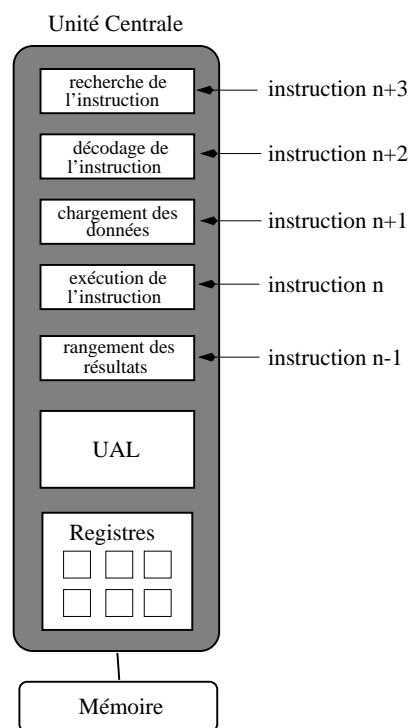 Unité Centrale
recherche de
l'instruction
instruction n+3
décodage de
l'instruction
instruction n+2
chargement des
données
instruction n+1
exécution de
l'instruction
instruction n
rangement des
résultats
instruction n-1
UAL
Registres
Mémoire